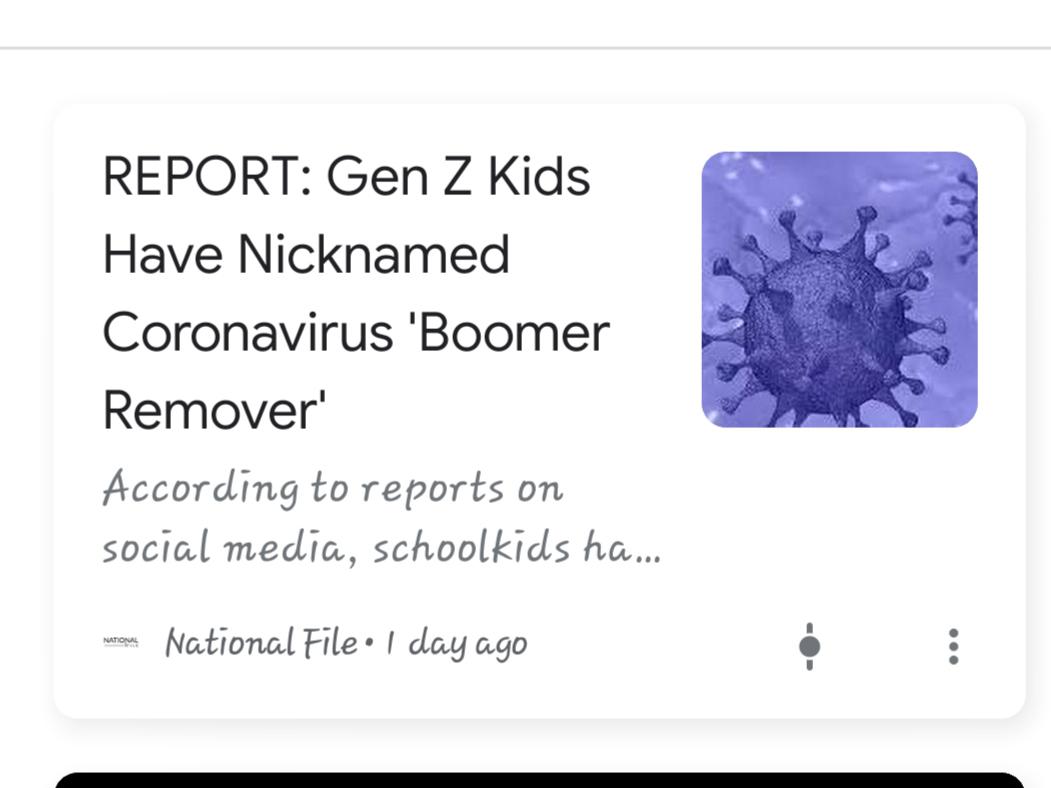 REPORT: Gen Z Kids
Have Nicknamed
Coronavirus 'Boomer
Remover'
According to reports on
social media, schoolkids ha...
NATIONAL FILE
National File • 1 day ago